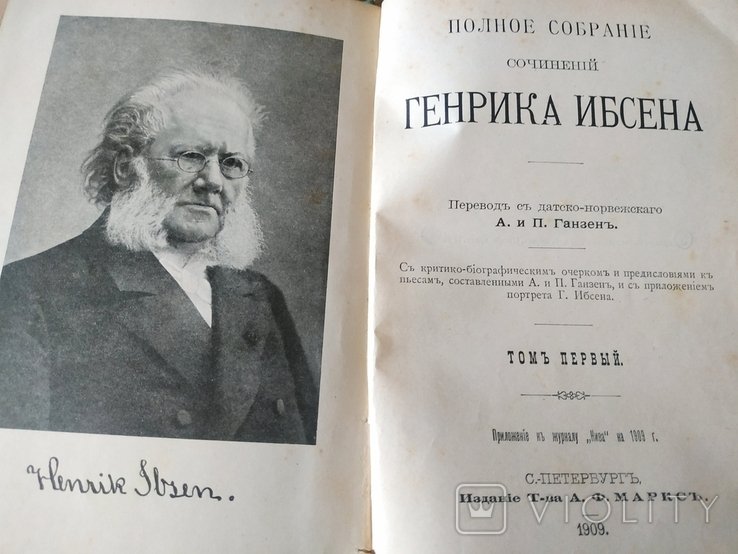 Henrik Ibsen.
ПОЛНОЕ СОБРАНІЕ
СОЧИНЕНІЙ
ГЕНРИКА ИБСЕНА
Переводъ съ датско-норвежскаго
А. и П. Ганзенъ.
Съ критико-біографическимъ очеркомъ и предисловіями къ
пьесамъ, составленными А. и П. Ганзенъ, и съ приложеніемъ
портрета Г. Ибсена.
ТОМЪ ПЕРВЫЙ.
Приложеніе къ журналу „Нива" на 1909 г.
С.-ПЕТЕРБУРГЪ,
Изданіе Т-ва А. Ф. МАРКСЪ.
1909.
VIOLITY